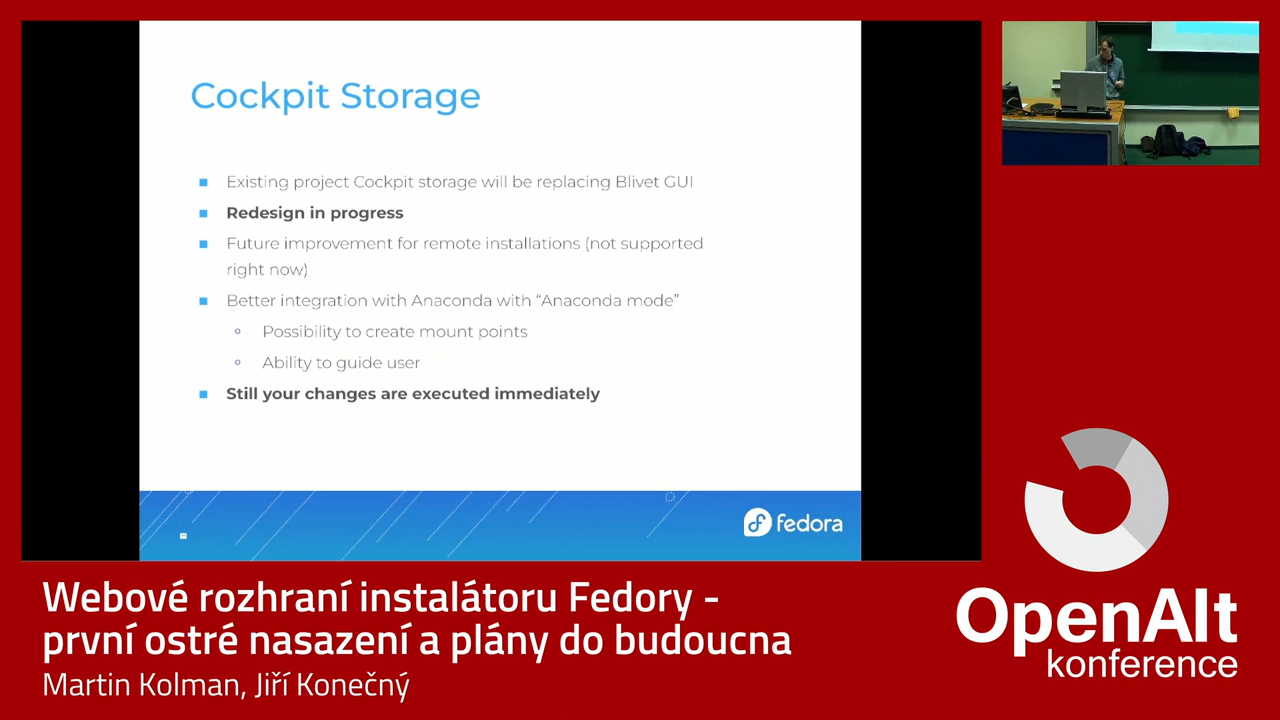 Cockpit Storage
Existing project Cockpit storage will be replacing Blivet GUI
Redesign in progress
Future improvement for remote installations (not supported
right now)
Better integration with Anaconda with “Anaconda mode”
Possibility to create mount points
Ability to guide user
Still your changes are executed immediately
fedora
Webové rozhraní instalátoru Fedory -
první ostré nasazení a plány do budoucna
Martin Kolman, Jiří Konečný
OpenAlt
konference